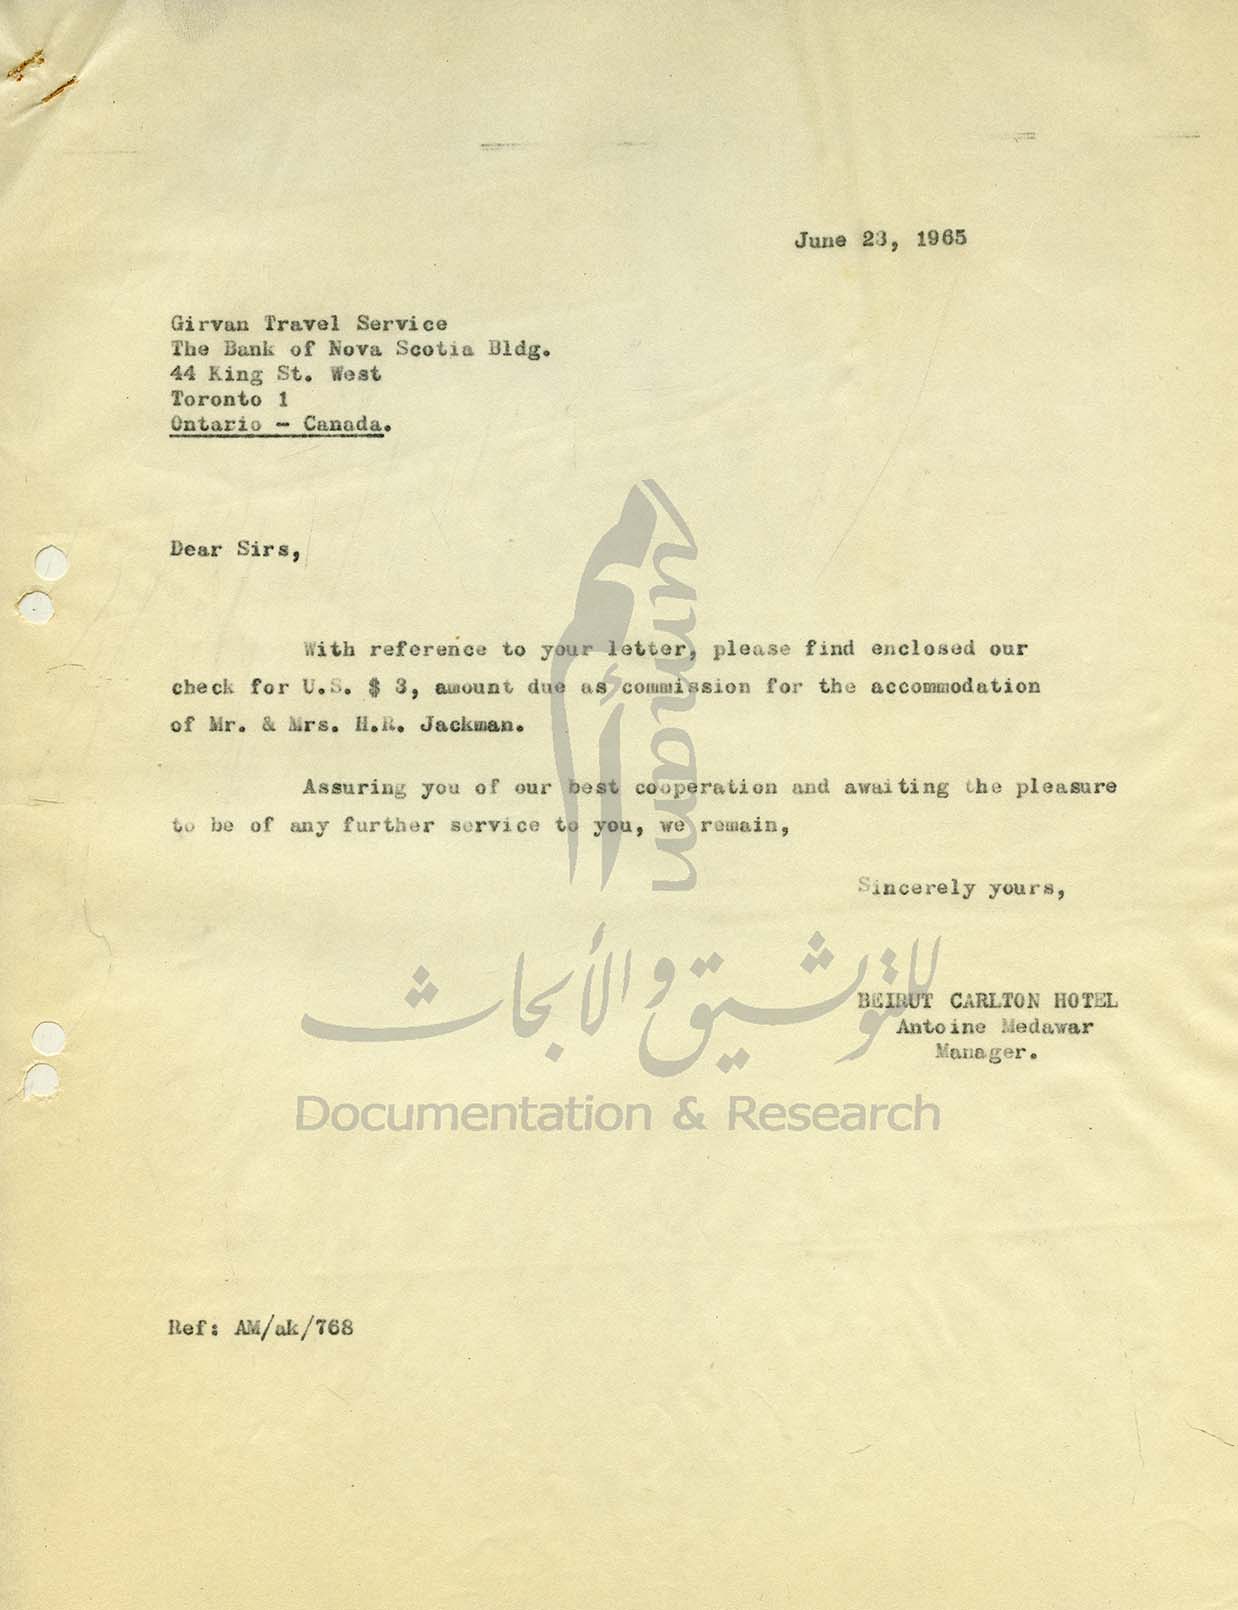 June 23, 1965
Girvan Travel Service
The Bank of Nova Scotia Bldg.
44 King St. West
Toronto 1
Ontario - Canada.
Dear Sirs,
With reference to your letter, please find enclosed our
check for U.S. $ 3, amount due as commission for the accommodation
of Mr. & Mrs. H.R. Jackman.
Assuring you of our best cooperation and awaiting the pleasure
to be of any further service to you, we remain,
Sincerely yours,
BEIRUT CARLTON HOTEL
Antoine Medawar
Manager.
Ref: AM/ak/768
umam
أمم
للتوثيق و الأبحاث
Documentation & Research